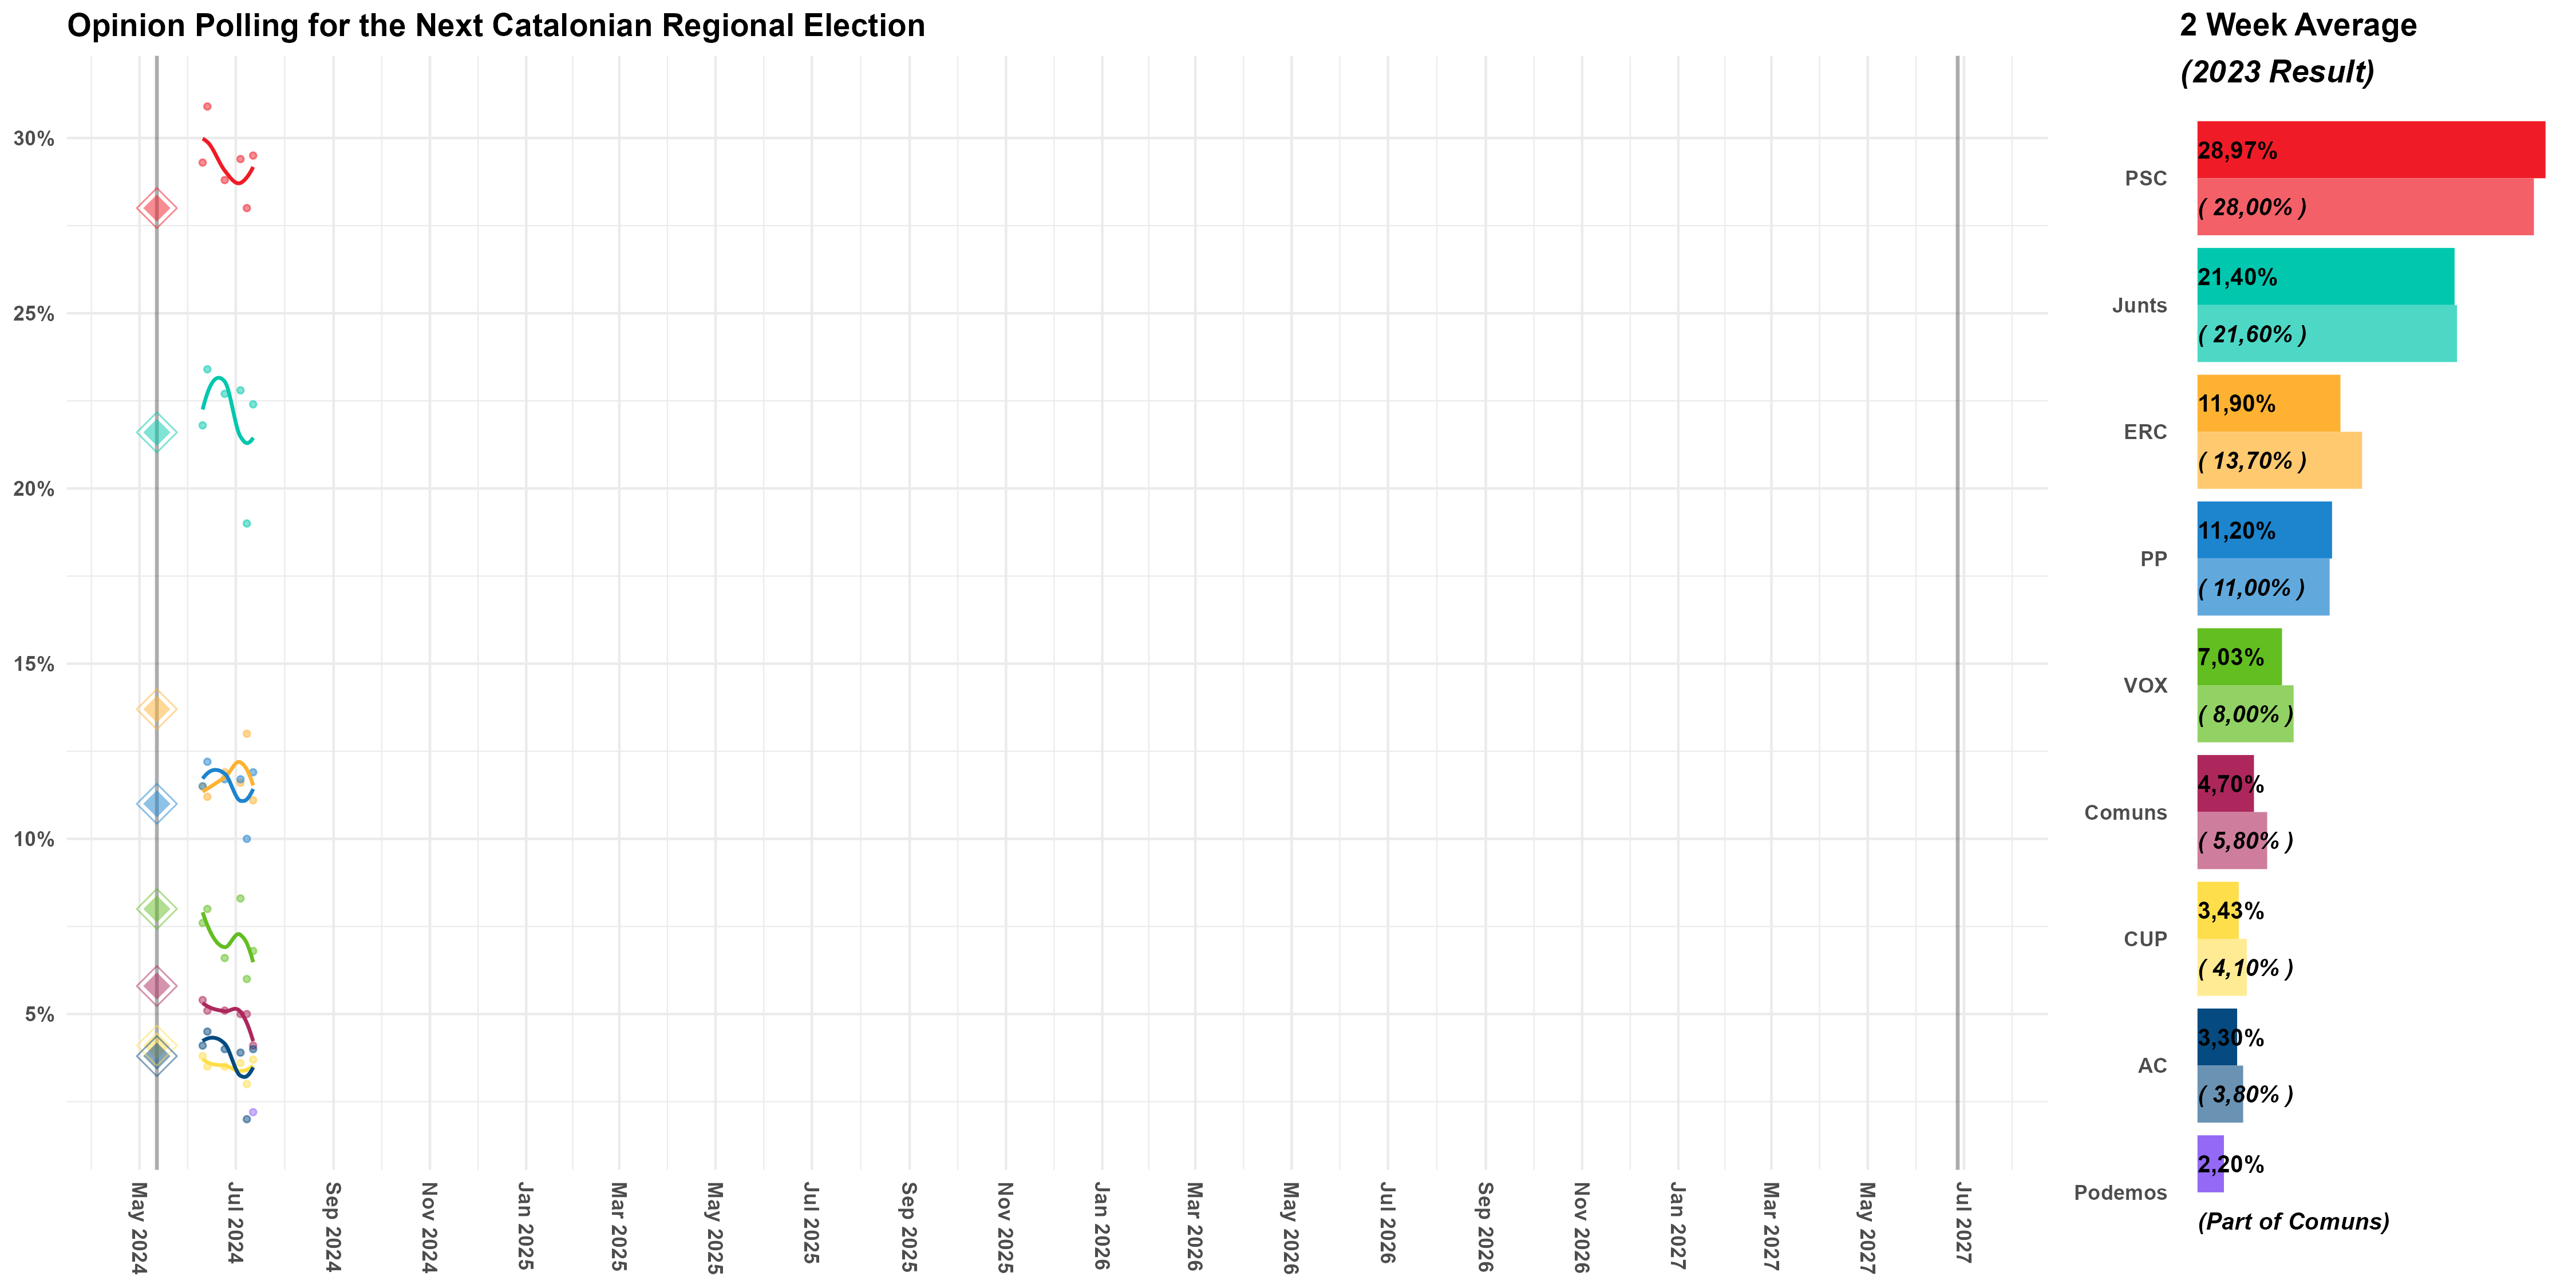 Opinion Polling for the Next Catalonian Regional Election
30%
25%
20%
15%
10%
5%
May 2024
Jul 2024
Sep 2024
Nov 2024
Jan 2025
Mar 2025
May 2025
Jul 2025
Sep 2025
Nov 2025
Jan 2026
Mar 2026
May 2026
Jul 2026
Sep 2026
Nov 2026
Jan 2027
Mar 2027
May 2027
Jul 2027
2 Week Average
(2023 Result)
PSC
28,97%
( 28,00% )
Junts
21,40%
( 21,60% )
ERC
11,90%
( 13,70% )
PP
11,20%
( 11,00% )
VOX
7,03%
( 8,00% )
Comuns
4,70%
( 5,80% )
CUP
3,43%
( 4,10% )
AC
3,30%
( 3,80% )
Podemos
2,20%
(Part of Comuns)